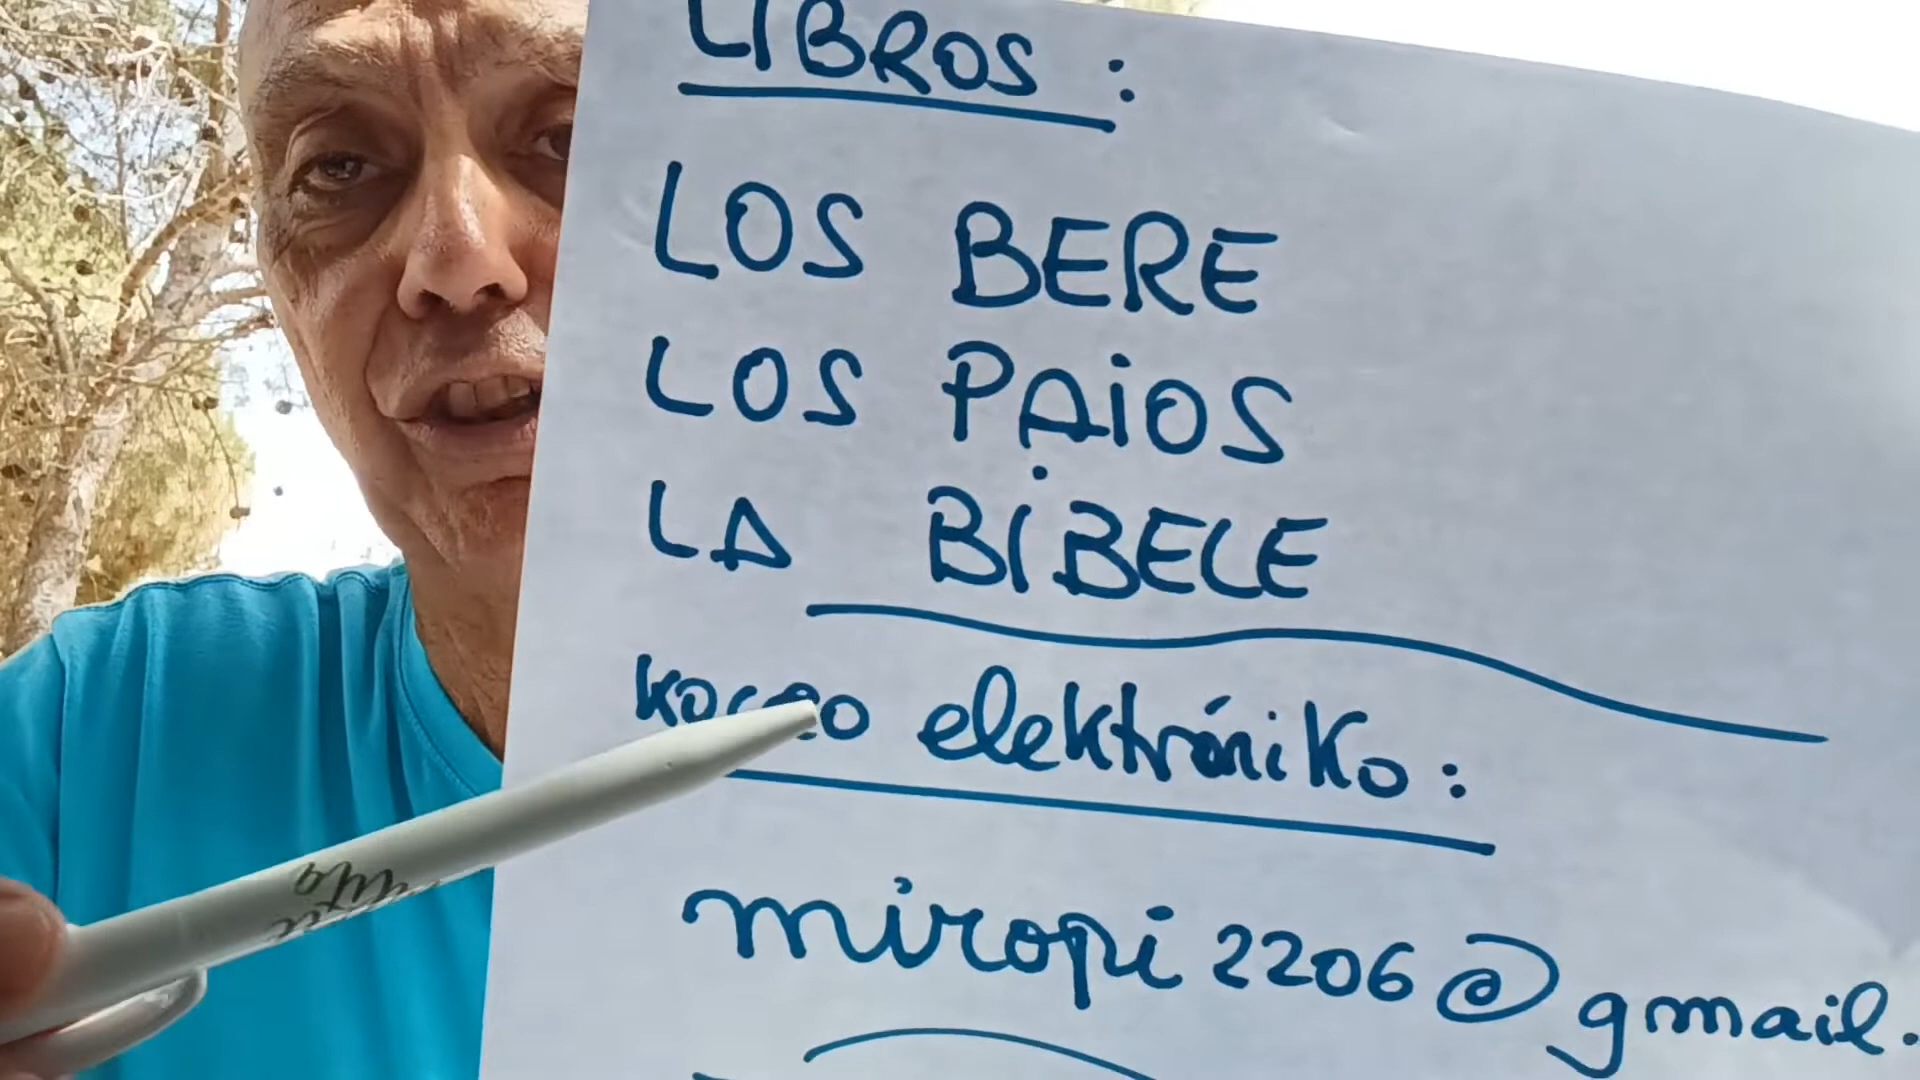 LIBROS :
LOS BERE
LOS PAIOS
LA BIBELE
elektróniko :
miropi2206@gmail.